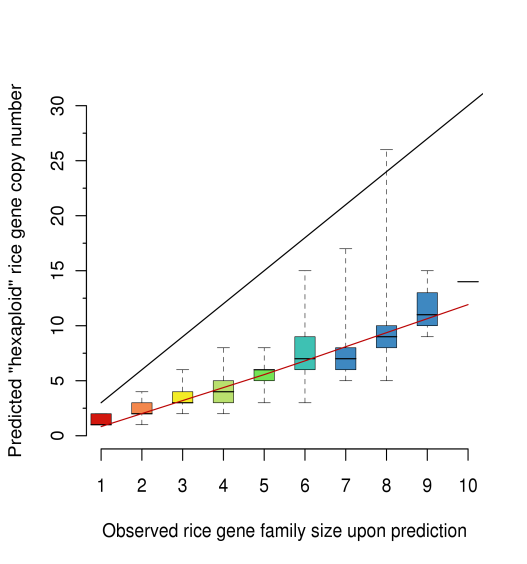 Predicted "hexaploid" rice gene copy number
30
25
20
15
10
5
0
1 2 3 4 5 6 7 8 9 10
Observed rice gene family size upon prediction